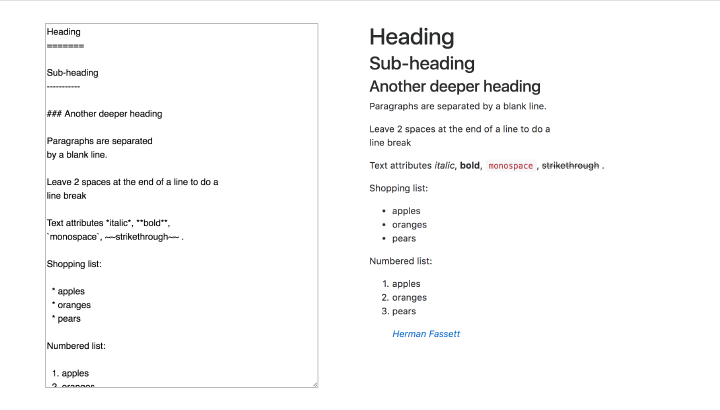 Heading
=======
Sub-heading
-----------
### Another deeper heading
Paragraphs are separated
by a blank line.
Leave 2 spaces at the end of a line to do a
line break
Text attributes *italic*, **bold**,
`monospace`, ~~strikethrough~~ .
Shopping list:
* apples
* oranges
* pears
Numbered list:
1. apples
2. oranges
Heading
Sub-heading
Another deeper heading
Paragraphs are separated by a blank line.
Leave 2 spaces at the end of a line to do a
line break
Text attributes italic, bold, monospace , strikethrough .
Shopping list:
• apples
• oranges
• pears
Numbered list:
1. apples
2. oranges
3. pears
Herman Fassett